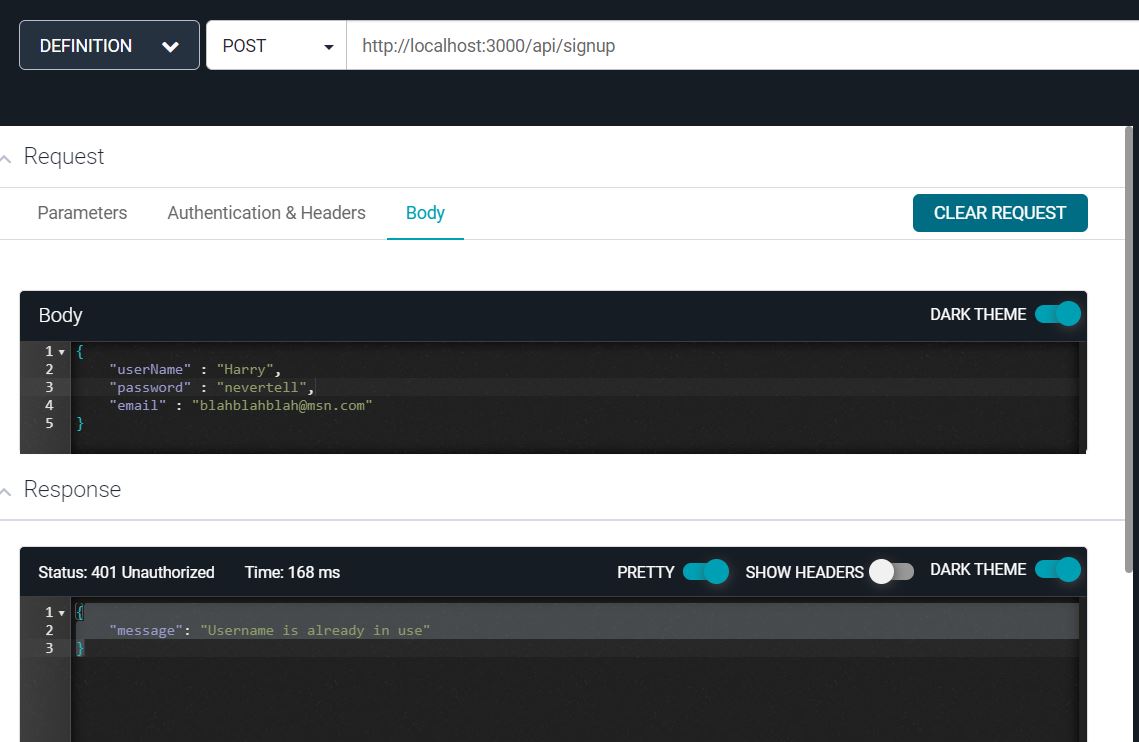 DEFINITION POST http://localhost:3000/api/signup
Request
Parameters Authentication & Headers Body CLEAR REQUEST
Body DARK THEME
1 {
2 "userName" : "Harry",
3 "password" : "nevertell",
4 "email" : "blahblahblah@msn.com"
5 }
Response
Status: 401 Unauthorized Time: 168 ms PRETTY SHOW HEADERS DARK THEME
1 {
2 "message": "Username is already in use"
3 }